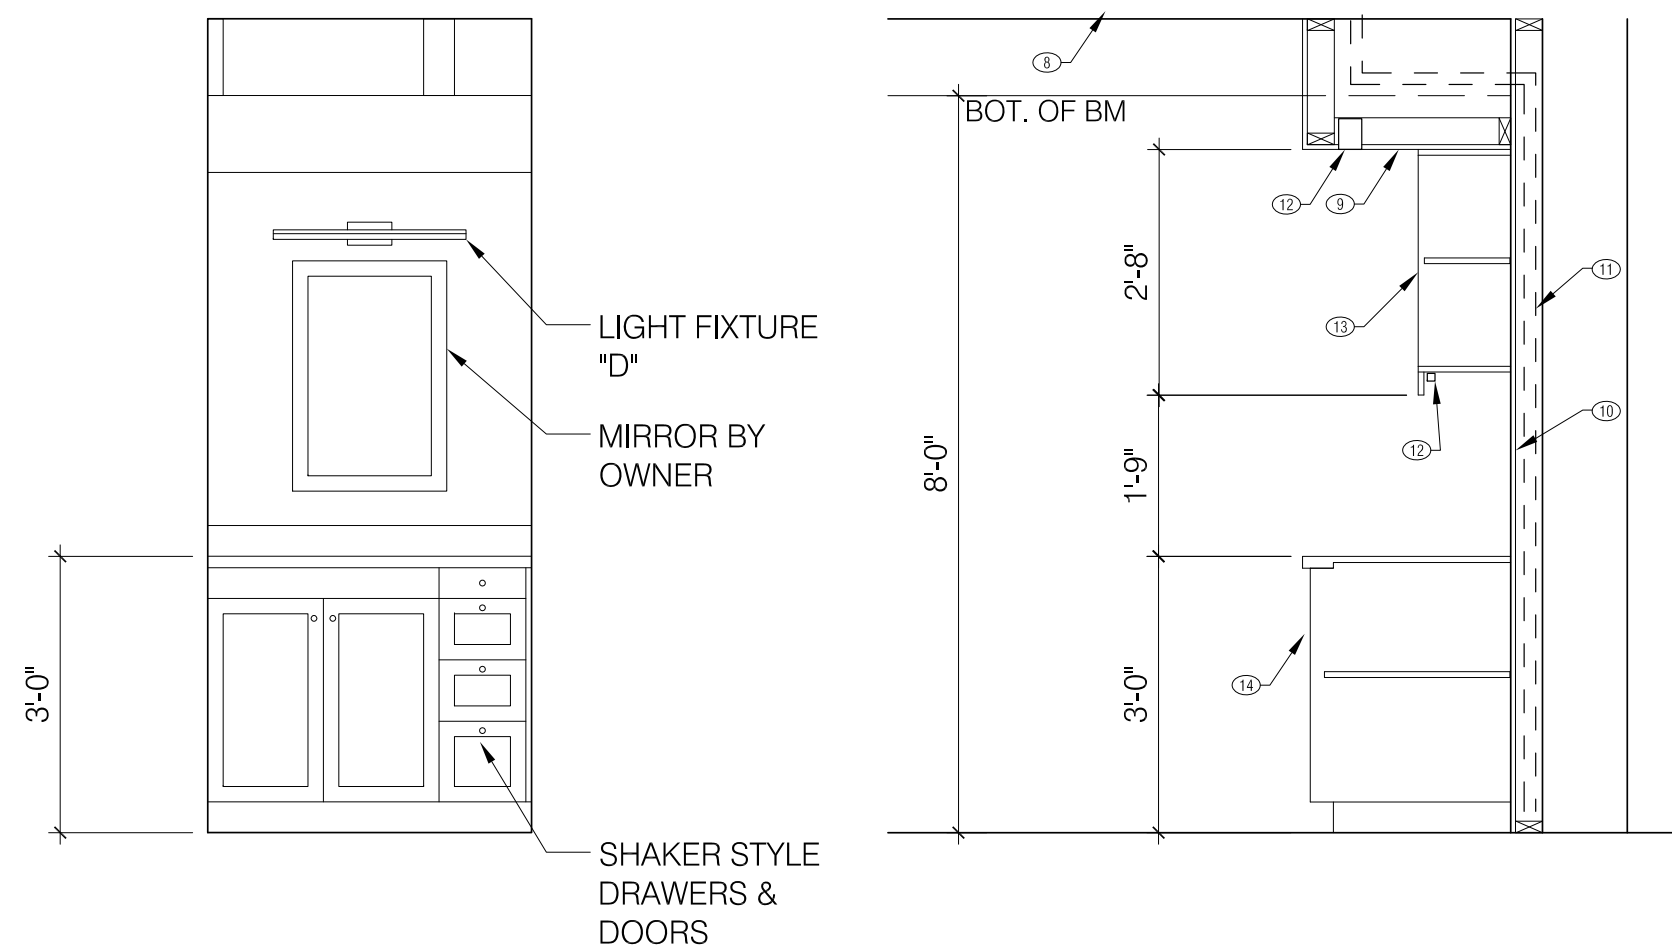 LIGHT FIXTURE
"D"
MIRROR BY
OWNER
3'-0"
SHAKER STYLE
DRAWERS &
DOORS
8
BOT. OF BM
12
9
2'-8"
11
13
8'-0"
1'-9"
10
12
3'-0"
14